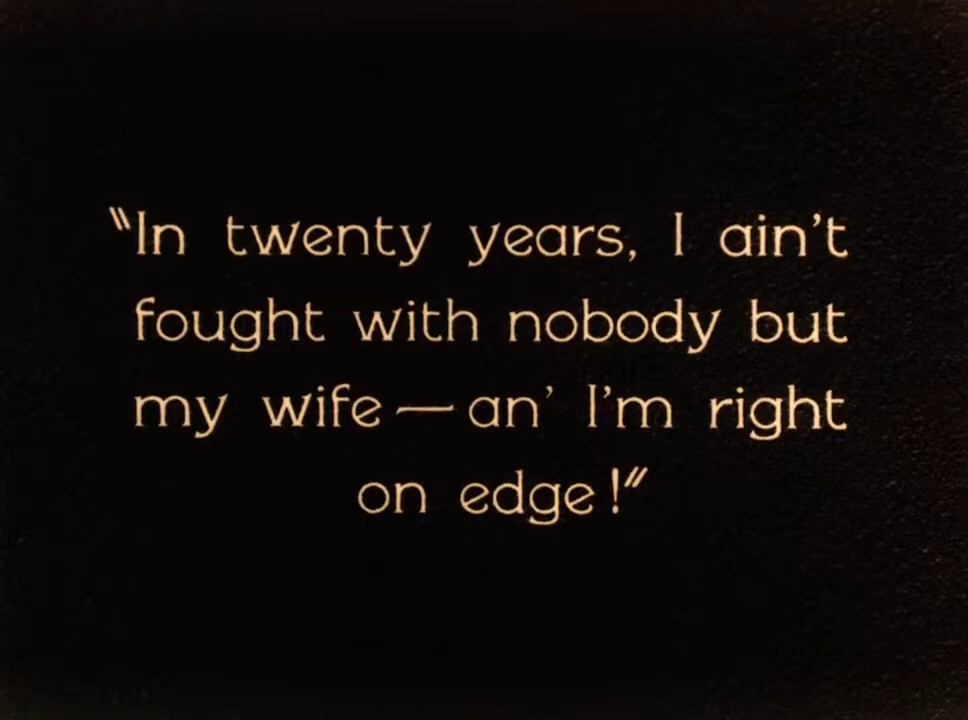 "In twenty years, I ain't
fought with nobody but
my wife — an' I'm right
on edge!"